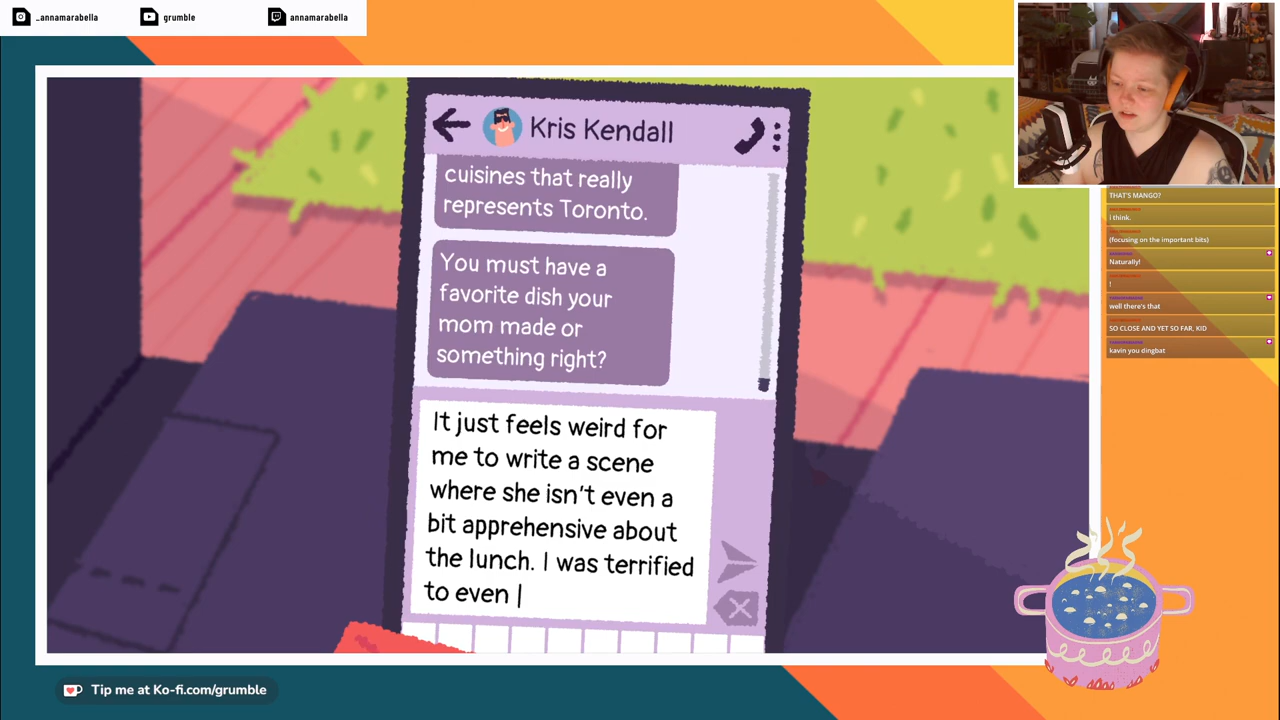 _annamarabella
grumble
annamarabella
Kris Kendall
cuisines that really
represents Toronto.
You must have a
favorite dish your
mom made or
something right?
It just feels weird for
me to write a scene
where she isn't even a
bit apprehensive about
the lunch. I was terrified
to even
THAT'S MANGO?
i think.
(focusing on the important bits)
Naturally!
!
well there's that
SO CLOSE AND YET SO FAR, KID
kavin you dingbat
Tip me at Ko-fi.com/grumble